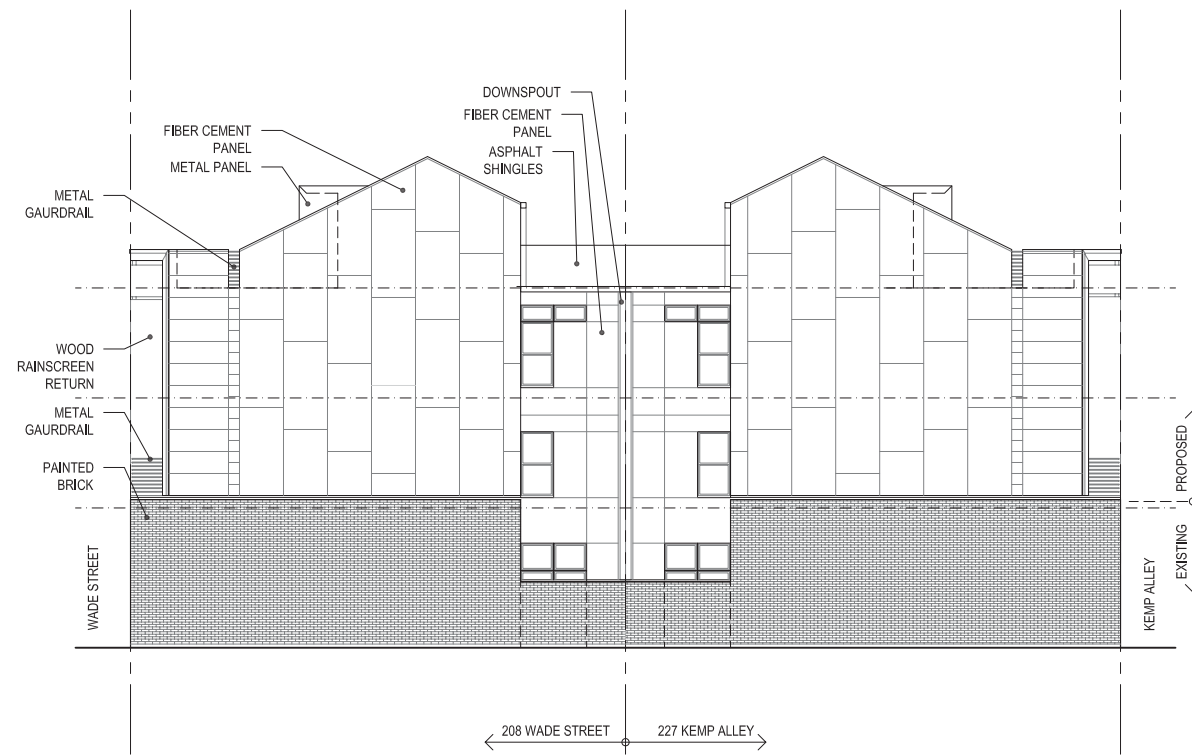 DOWNSPOUT
FIBER CEMENT
PANEL
ASPHALT
SHINGLES
FIBER CEMENT
PANEL
METAL PANEL
METAL
GAURDRAIL
WOOD
RAINSCREEN
RETURN
METAL
GAURDRAIL
PAINTED
BRICK
WADE STREET
KEMP ALLEY
PROPOSED
EXISTING
208 WADE STREET
227 KEMP ALLEY